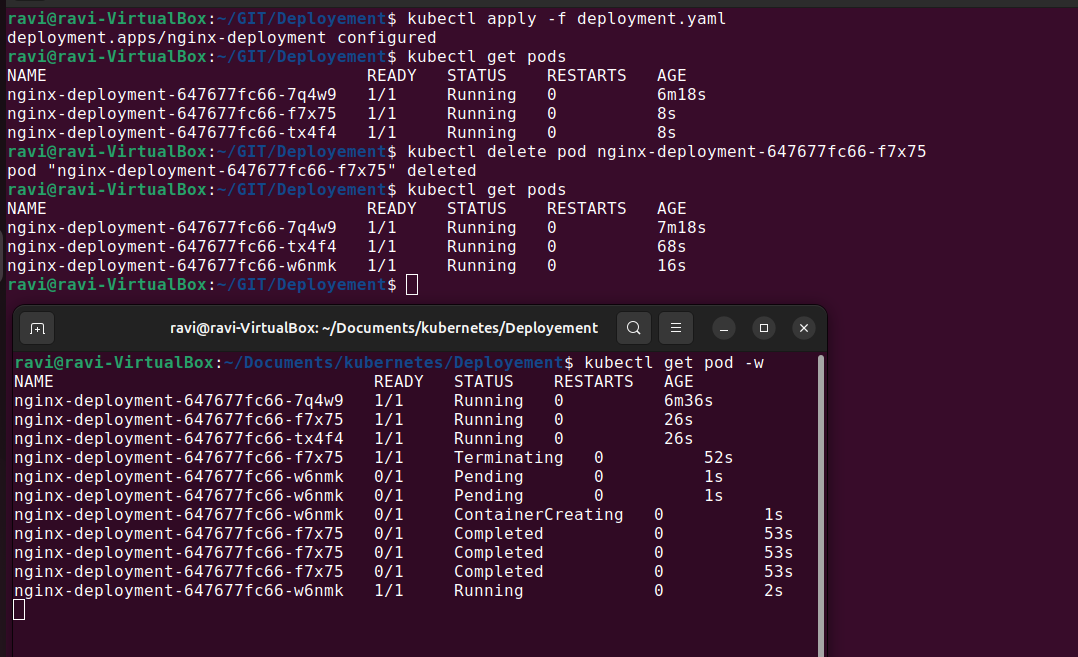 ravi@ravi-VirtualBox:~/GIT/Deployement$ kubectl apply -f deployment.yaml
deployment.apps/nginx-deployment configured
ravi@ravi-VirtualBox:~/GIT/Deployement$ kubectl get pods
NAME                                READY   STATUS    RESTARTS   AGE
nginx-deployment-647677fc66-7q4w9   1/1     Running   0          6m18s
nginx-deployment-647677fc66-f7x75   1/1     Running   0          8s
nginx-deployment-647677fc66-tx4f4   1/1     Running   0          8s
ravi@ravi-VirtualBox:~/GIT/Deployement$ kubectl delete pod nginx-deployment-647677fc66-f7x75
pod "nginx-deployment-647677fc66-f7x75" deleted
ravi@ravi-VirtualBox:~/GIT/Deployement$ kubectl get pods
NAME                                READY   STATUS    RESTARTS   AGE
nginx-deployment-647677fc66-7q4w9   1/1     Running   0          7m18s
nginx-deployment-647677fc66-tx4f4   1/1     Running   0          68s
nginx-deployment-647677fc66-w6nmk   1/1     Running   0          16s
ravi@ravi-VirtualBox:~/GIT/Deployement$
ravi@ravi-VirtualBox: ~/Documents/kubernetes/Deployement
ravi@ravi-VirtualBox:~/Documents/kubernetes/Deployement$ kubectl get pod -w
NAME                                READY   STATUS    RESTARTS   AGE
nginx-deployment-647677fc66-7q4w9   1/1     Running   0          6m36s
nginx-deployment-647677fc66-f7x75   1/1     Running   0          26s
nginx-deployment-647677fc66-tx4f4   1/1     Running   0          26s
nginx-deployment-647677fc66-f7x75   1/1     Terminating   0          52s
nginx-deployment-647677fc66-w6nmk   0/1     Pending       0          1s
nginx-deployment-647677fc66-w6nmk   0/1     Pending       0          1s
nginx-deployment-647677fc66-w6nmk   0/1     ContainerCreating   0          1s
nginx-deployment-647677fc66-f7x75   0/1     Completed           0          53s
nginx-deployment-647677fc66-f7x75   0/1     Completed           0          53s
nginx-deployment-647677fc66-f7x75   0/1     Completed           0          53s
nginx-deployment-647677fc66-w6nmk   1/1     Running             0          2s